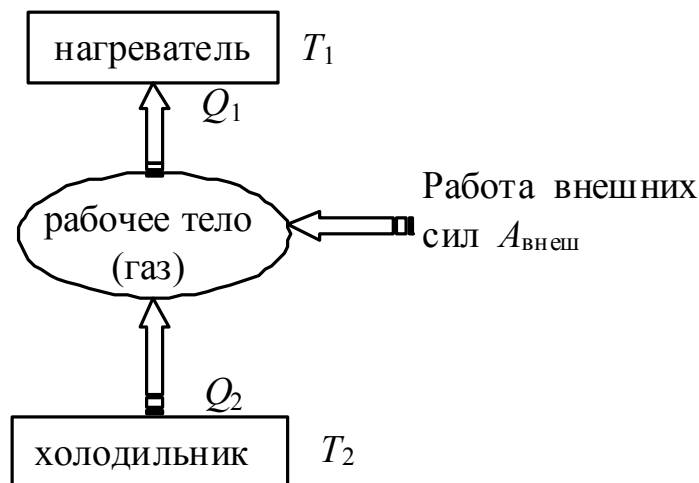 нагреватель T1
Q1
рабочее тело
(газ)
Работа внешних
сил Aвнеш
Q2
холодильник T2